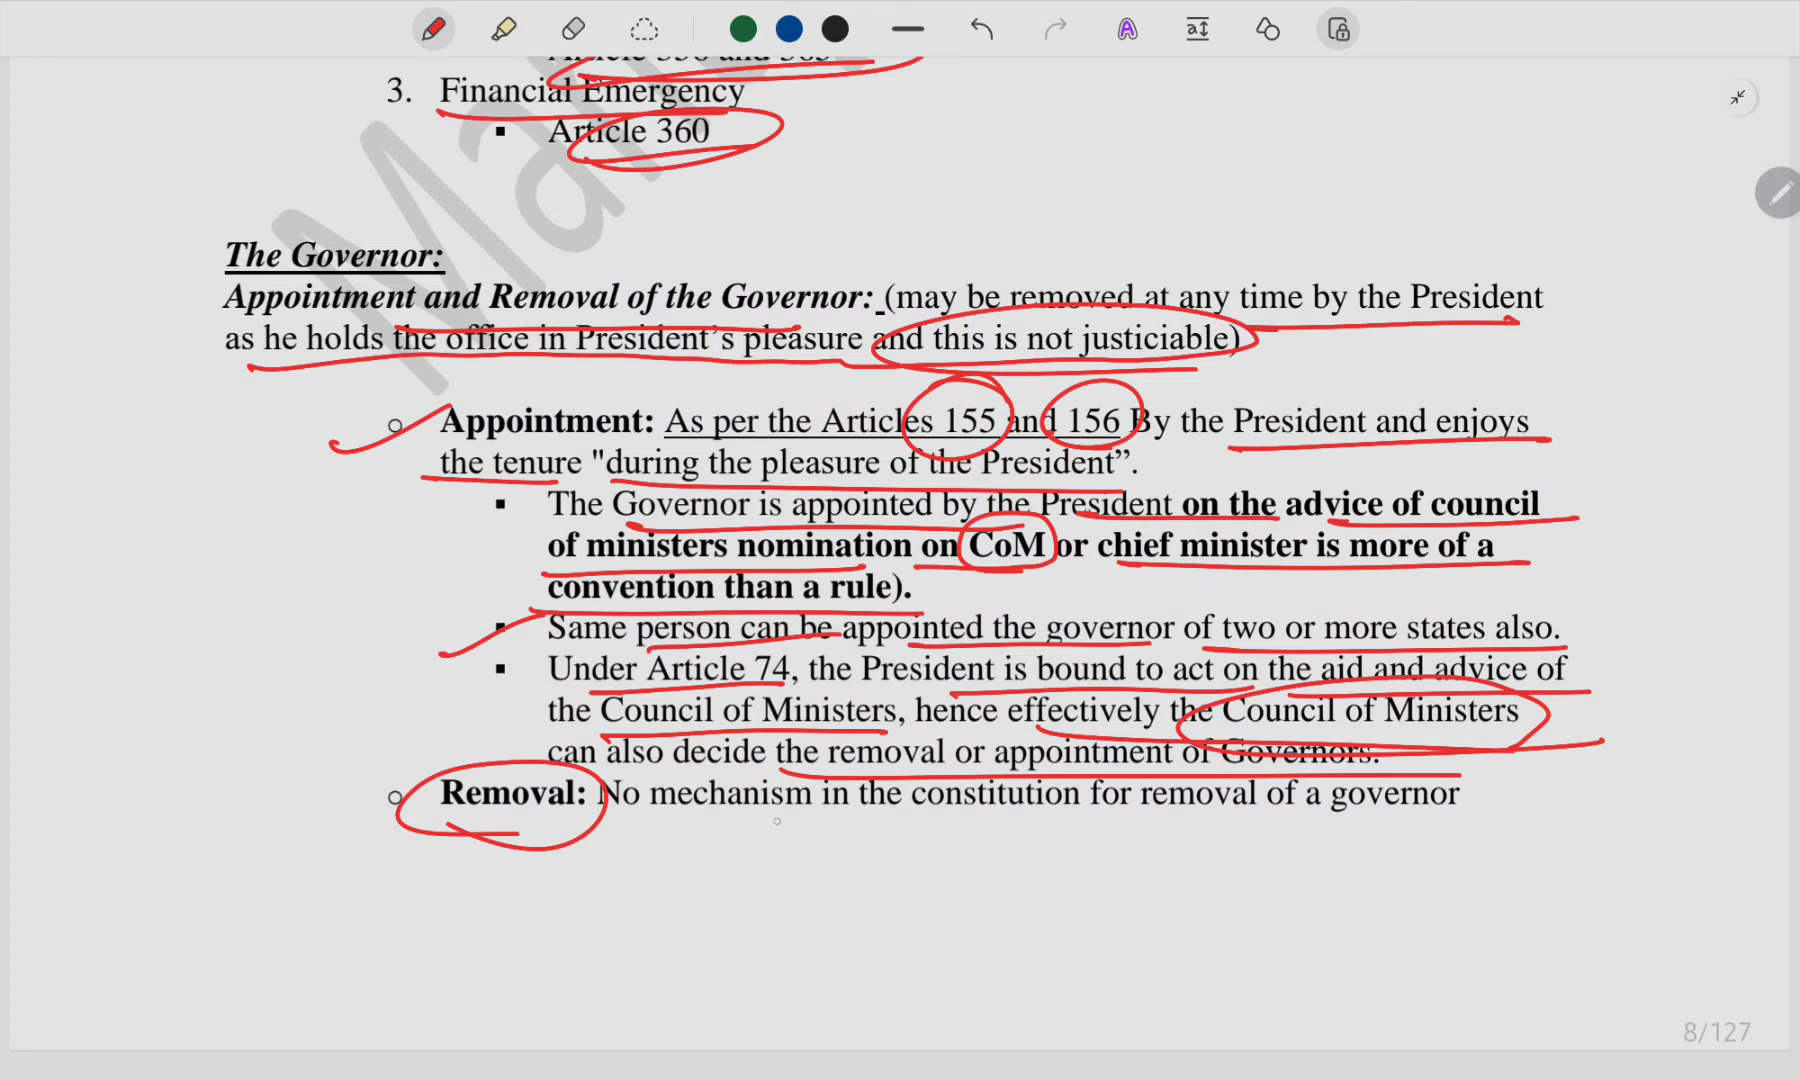 Article 356 and 365
3. Financial Emergency
▪ Article 360
The Governor:
Appointment and Removal of the Governor: (may be removed at any time by the President
as he holds the office in President's pleasure and this is not justiciable)
o Appointment: As per the Articles 155 and 156 By the President and enjoys
the tenure "during the pleasure of the President”.
▪ The Governor is appointed by the President on the advice of council
of ministers nomination on CoM or chief minister is more of a
convention than a rule).
▪ Same person can be appointed the governor of two or more states also.
▪ Under Article 74, the President is bound to act on the aid and advice of
the Council of Ministers, hence effectively the Council of Ministers
can also decide the removal or appointment of Governors.
o Removal: No mechanism in the constitution for removal of a governor
8/127